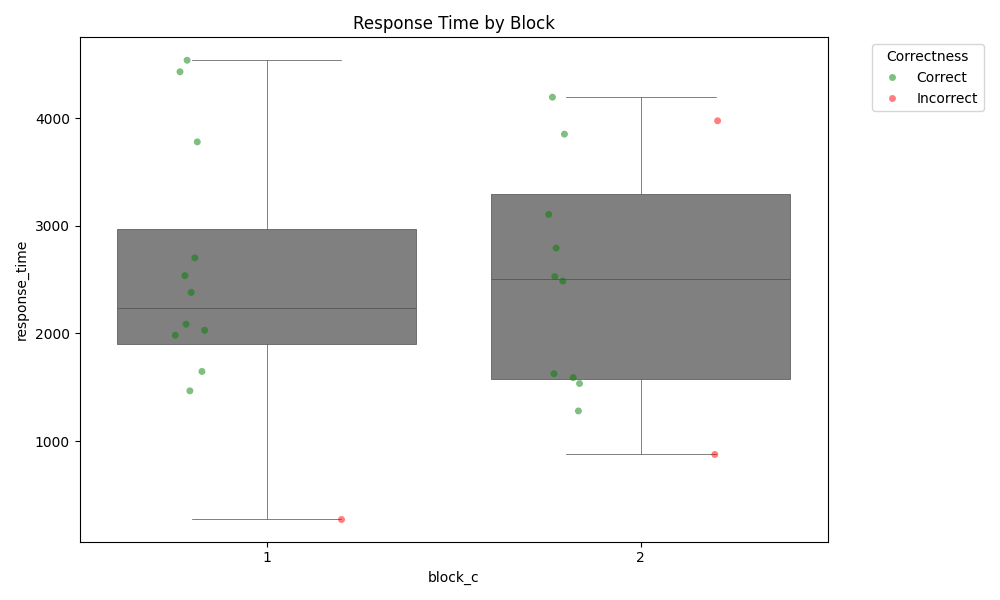 Response Time by Block
Correctness
Correct
Incorrect
4000
3000
2000
1000
response_time
1
2
block_c